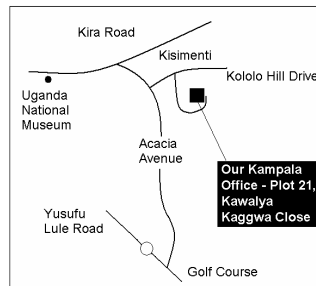 Kira Road
Kisimenti
Kololo Hill Drive
Uganda
National
Museum
Acacia
Avenue
Our Kampala
Office - Plot 21,
Kawalya
Kaggwa Close
Yusufu
Lule Road
Golf Course